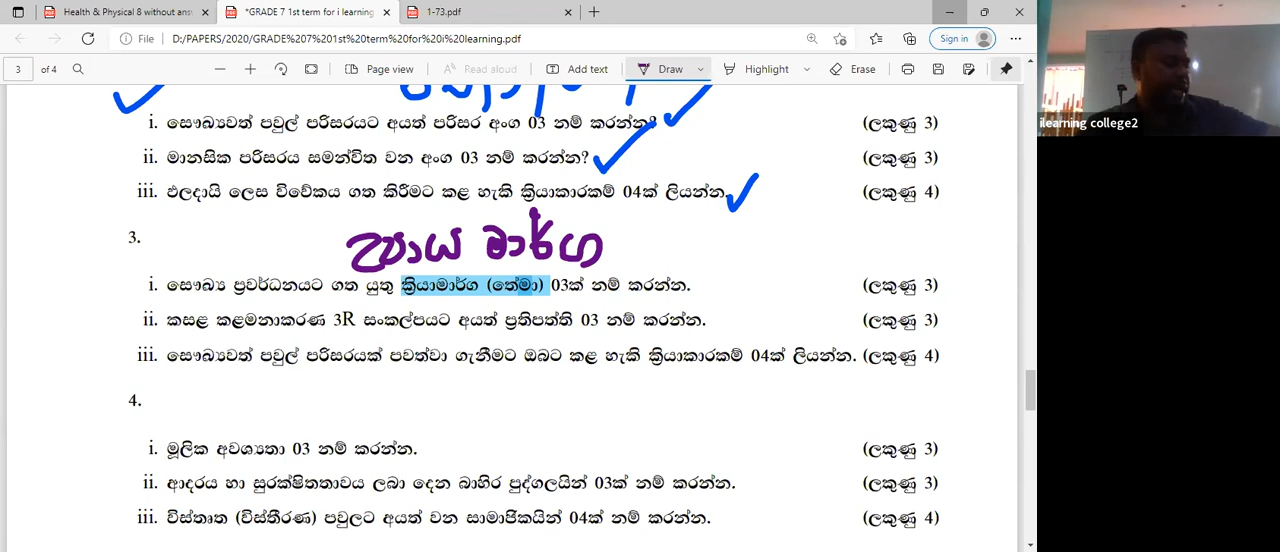 Health & Physical 8 without answ
*GRADE 7 1st term for i learning
1-73.pdf
File
D:/PAPERS/2020/GRADE%207%201st%20term%20for%20i%20learning.pdf
Sign in
3 of 4
Page view
Read aloud
Add text
Draw
Highlight
Erase
ilearning college2
i. සෞඛ්‍යවත් පවුල් පරිසරයට අයත් පරිසර අංග 03 නම් කරන්න? (ලකුණු 3)
ii. මානසික පරිසරය සමන්විත වන අංග 03 නම් කරන්න? (ලකුණු 3)
iii. ඵලදායි ලෙස විවේකය ගත කිරීමට කළ හැකි ක්‍රියාකාරකම් 04ක් ලියන්න. (ලකුණු 4)
3.
මාර්ග
i. සෞඛ්‍ය ප්‍රවර්ධනයට ගත යුතු ක්‍රියාමාර්ග (තේමා) 03ක් නම් කරන්න. (ලකුණු 3)
ii. කසළ කළමනාකරණ 3R සංකල්පයට අයත් ප්‍රතිපත්ති 03 නම් කරන්න. (ලකුණු 3)
iii. සෞඛ්‍යවත් පවුල් පරිසරයක් පවත්වා ගැනීමට ඔබට කළ හැකි ක්‍රියාකාරකම් 04ක් ලියන්න. (ලකුණු 4)
4.
i. මූලික අවශ්‍යතා 03 නම් කරන්න. (ලකුණු 3)
ii. ආදරය හා සුරක්ෂිතතාවය ලබා දෙන බාහිර පුද්ගලයින් 03ක් නම් කරන්න. (ලකුණු 3)
iii. විස්තෘත (විස්තීරණ) පවුලට අයත් වන සාමාජිකයින් 04ක් නම් කරන්න. (ලකුණු 4)